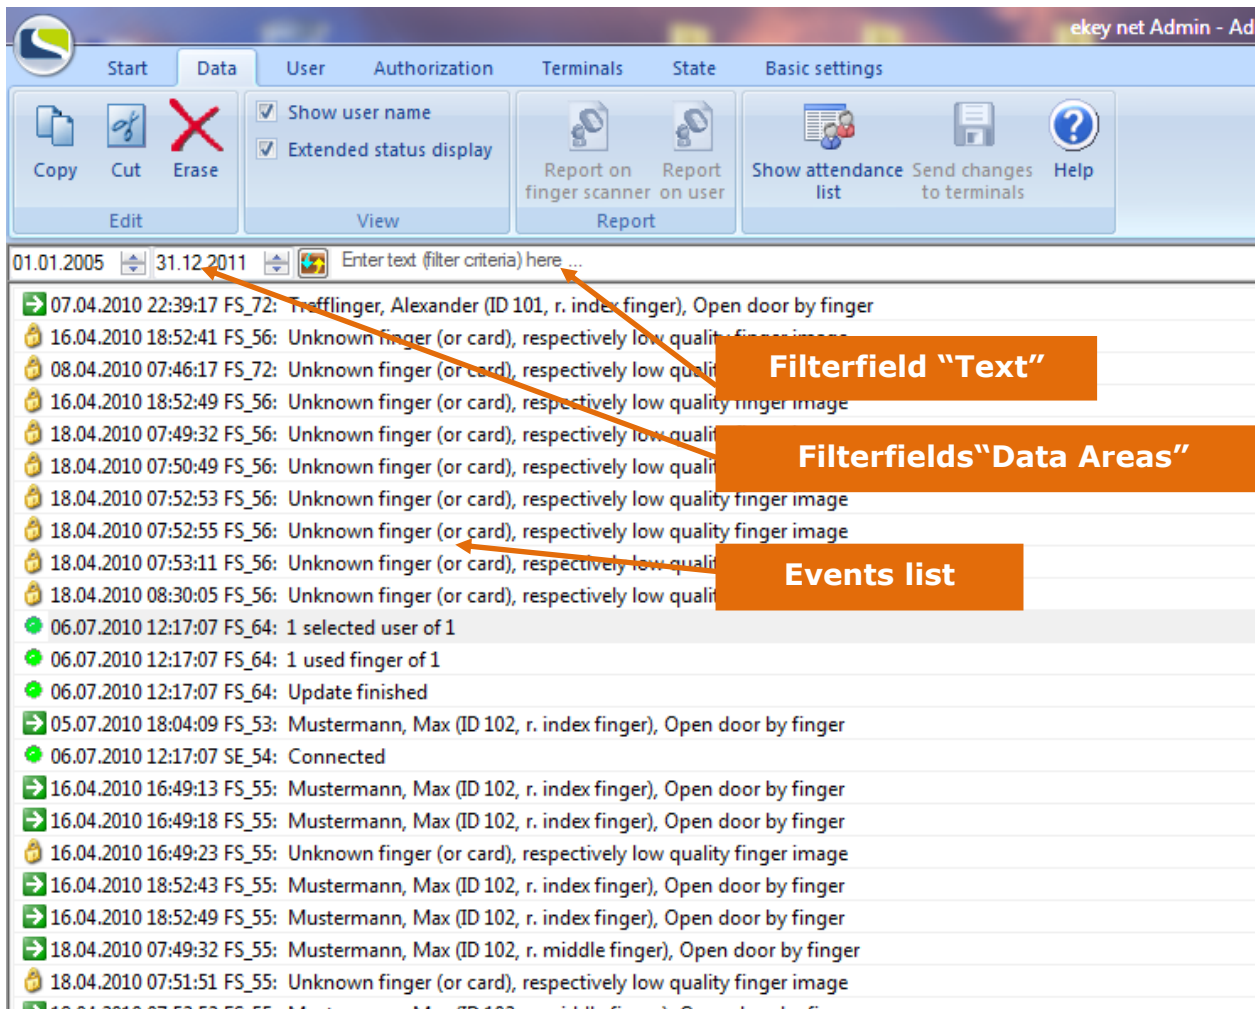 ekey net Admin - Ad
Start Data User Authorization Terminals State Basic settings
Show user name
Extended status display
Copy Cut Erase
Report on finger scanner
Report on user
Show attendance list
Send changes to terminals
Help
Edit View Report
01.01.2005 31.12.2011 Enter text (filter criteria) here ...
07.04.2010 22:39:17 FS_72: Trefflinger, Alexander (ID 101, r. index finger), Open door by finger
16.04.2010 18:52:41 FS_56: Unknown finger (or card), respectively low quality finger image
08.04.2010 07:46:17 FS_72: Unknown finger (or card), respectively low qualit
Filterfield “Text”
16.04.2010 18:52:49 FS_56: Unknown finger (or card), respectively low quality finger image
18.04.2010 07:49:32 FS_56: Unknown finger (or card), respectively low qualit
Filterfields“Data Areas”
18.04.2010 07:50:49 FS_56: Unknown finger (or card), respectively low qualit
18.04.2010 07:52:53 FS_56: Unknown finger (or card), respectively low quality finger image
18.04.2010 07:52:55 FS_56: Unknown finger (or card), respectively low quality finger image
18.04.2010 07:53:11 FS_56: Unknown finger (or card), respectively low qualit
Events list
18.04.2010 08:30:05 FS_56: Unknown finger (or card), respectively low qualit
06.07.2010 12:17:07 FS_64: 1 selected user of 1
06.07.2010 12:17:07 FS_64: 1 used finger of 1
06.07.2010 12:17:07 FS_64: Update finished
05.07.2010 18:04:09 FS_53: Mustermann, Max (ID 102, r. index finger), Open door by finger
06.07.2010 12:17:07 SE_54: Connected
16.04.2010 16:49:13 FS_55: Mustermann, Max (ID 102, r. index finger), Open door by finger
16.04.2010 16:49:18 FS_55: Mustermann, Max (ID 102, r. index finger), Open door by finger
16.04.2010 16:49:23 FS_55: Unknown finger (or card), respectively low quality finger image
16.04.2010 18:52:43 FS_55: Mustermann, Max (ID 102, r. index finger), Open door by finger
16.04.2010 18:52:49 FS_55: Mustermann, Max (ID 102, r. index finger), Open door by finger
18.04.2010 07:49:32 FS_55: Mustermann, Max (ID 102, r. middle finger), Open door by finger
18.04.2010 07:51:51 FS_55: Unknown finger (or card), respectively low quality finger image